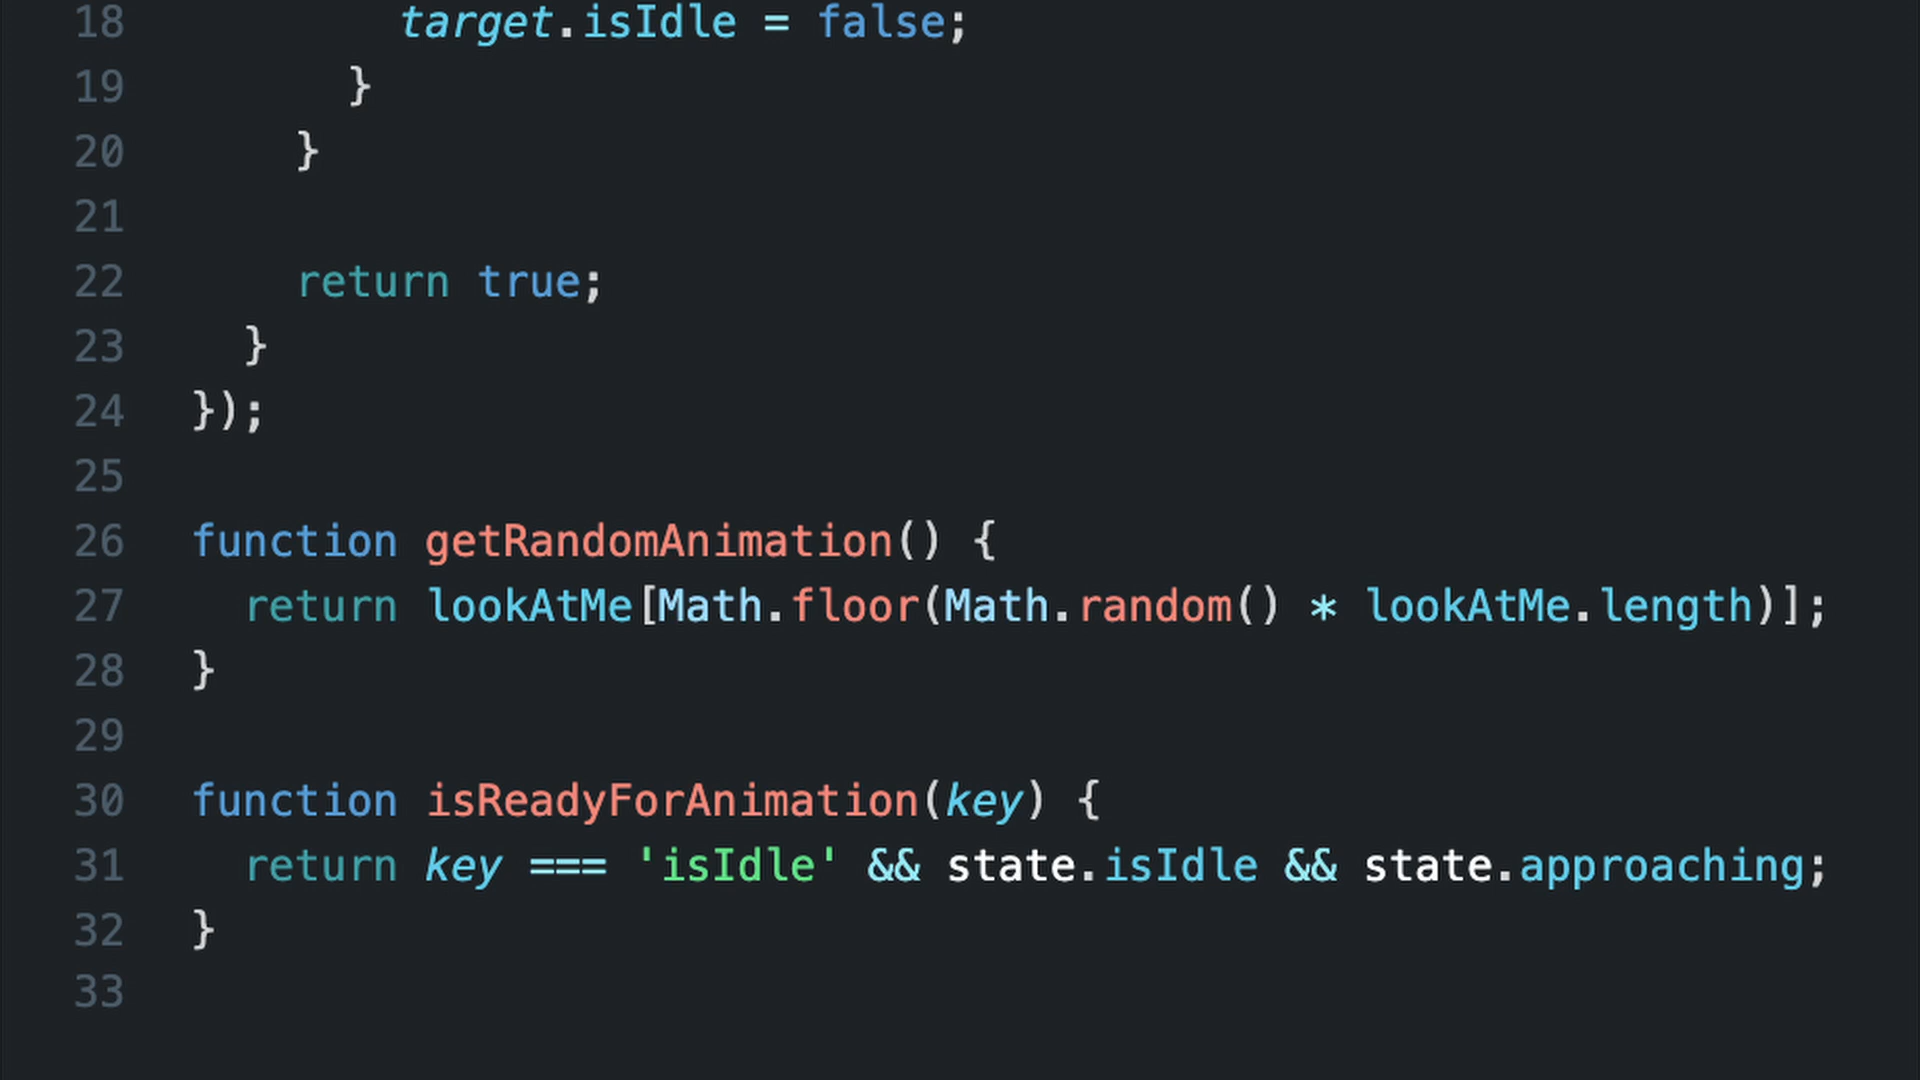 18 target.isIdle = false;
19 }
20 }
21
22 return true;
23 }
24 });
25
26 function getRandomAnimation() {
27 return lookAtMe[Math.floor(Math.random() * lookAtMe.length)];
28 }
29
30 function isReadyForAnimation(key) {
31 return key === 'isIdle' && state.isIdle && state.approaching;
32 }
33